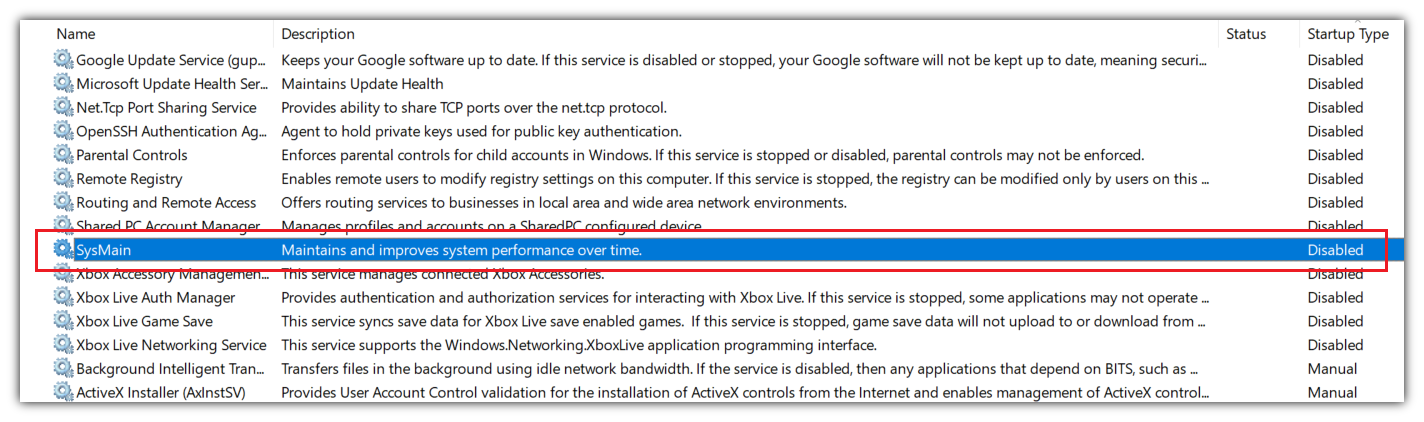 Name Description Status Startup Type
Google Update Service (gup... Keeps your Google software up to date. If this service is disabled or stopped, your Google software will not be kept up to date, meaning securi... Disabled
Microsoft Update Health Ser... Maintains Update Health Disabled
Net.Tcp Port Sharing Service Provides ability to share TCP ports over the net.tcp protocol. Disabled
OpenSSH Authentication Ag... Agent to hold private keys used for public key authentication. Disabled
Parental Controls Enforces parental controls for child accounts in Windows. If this service is stopped or disabled, parental controls may not be enforced. Disabled
Remote Registry Enables remote users to modify registry settings on this computer. If this service is stopped, the registry can be modified only by users on this ... Disabled
Routing and Remote Access Offers routing services to businesses in local area and wide area network environments. Disabled
Shared PC Account Manager Manages profiles and accounts on a SharedPC configured device Disabled
SysMain Maintains and improves system performance over time. Disabled
Xbox Accessory Managemen... This service manages connected Xbox Accessories. Disabled
Xbox Live Auth Manager Provides authentication and authorization services for interacting with Xbox Live. If this service is stopped, some applications may not operate ... Disabled
Xbox Live Game Save This service syncs save data for Xbox Live save enabled games.  If this service is stopped, game save data will not upload to or download from ... Disabled
Xbox Live Networking Service This service supports the Windows.Networking.XboxLive application programming interface. Disabled
Background Intelligent Tran... Transfers files in the background using idle network bandwidth. If the service is disabled, then any applications that depend on BITS, such as ... Manual
ActiveX Installer (AxInstSV) Provides User Account Control validation for the installation of ActiveX controls from the Internet and enables management of ActiveX control... Manual